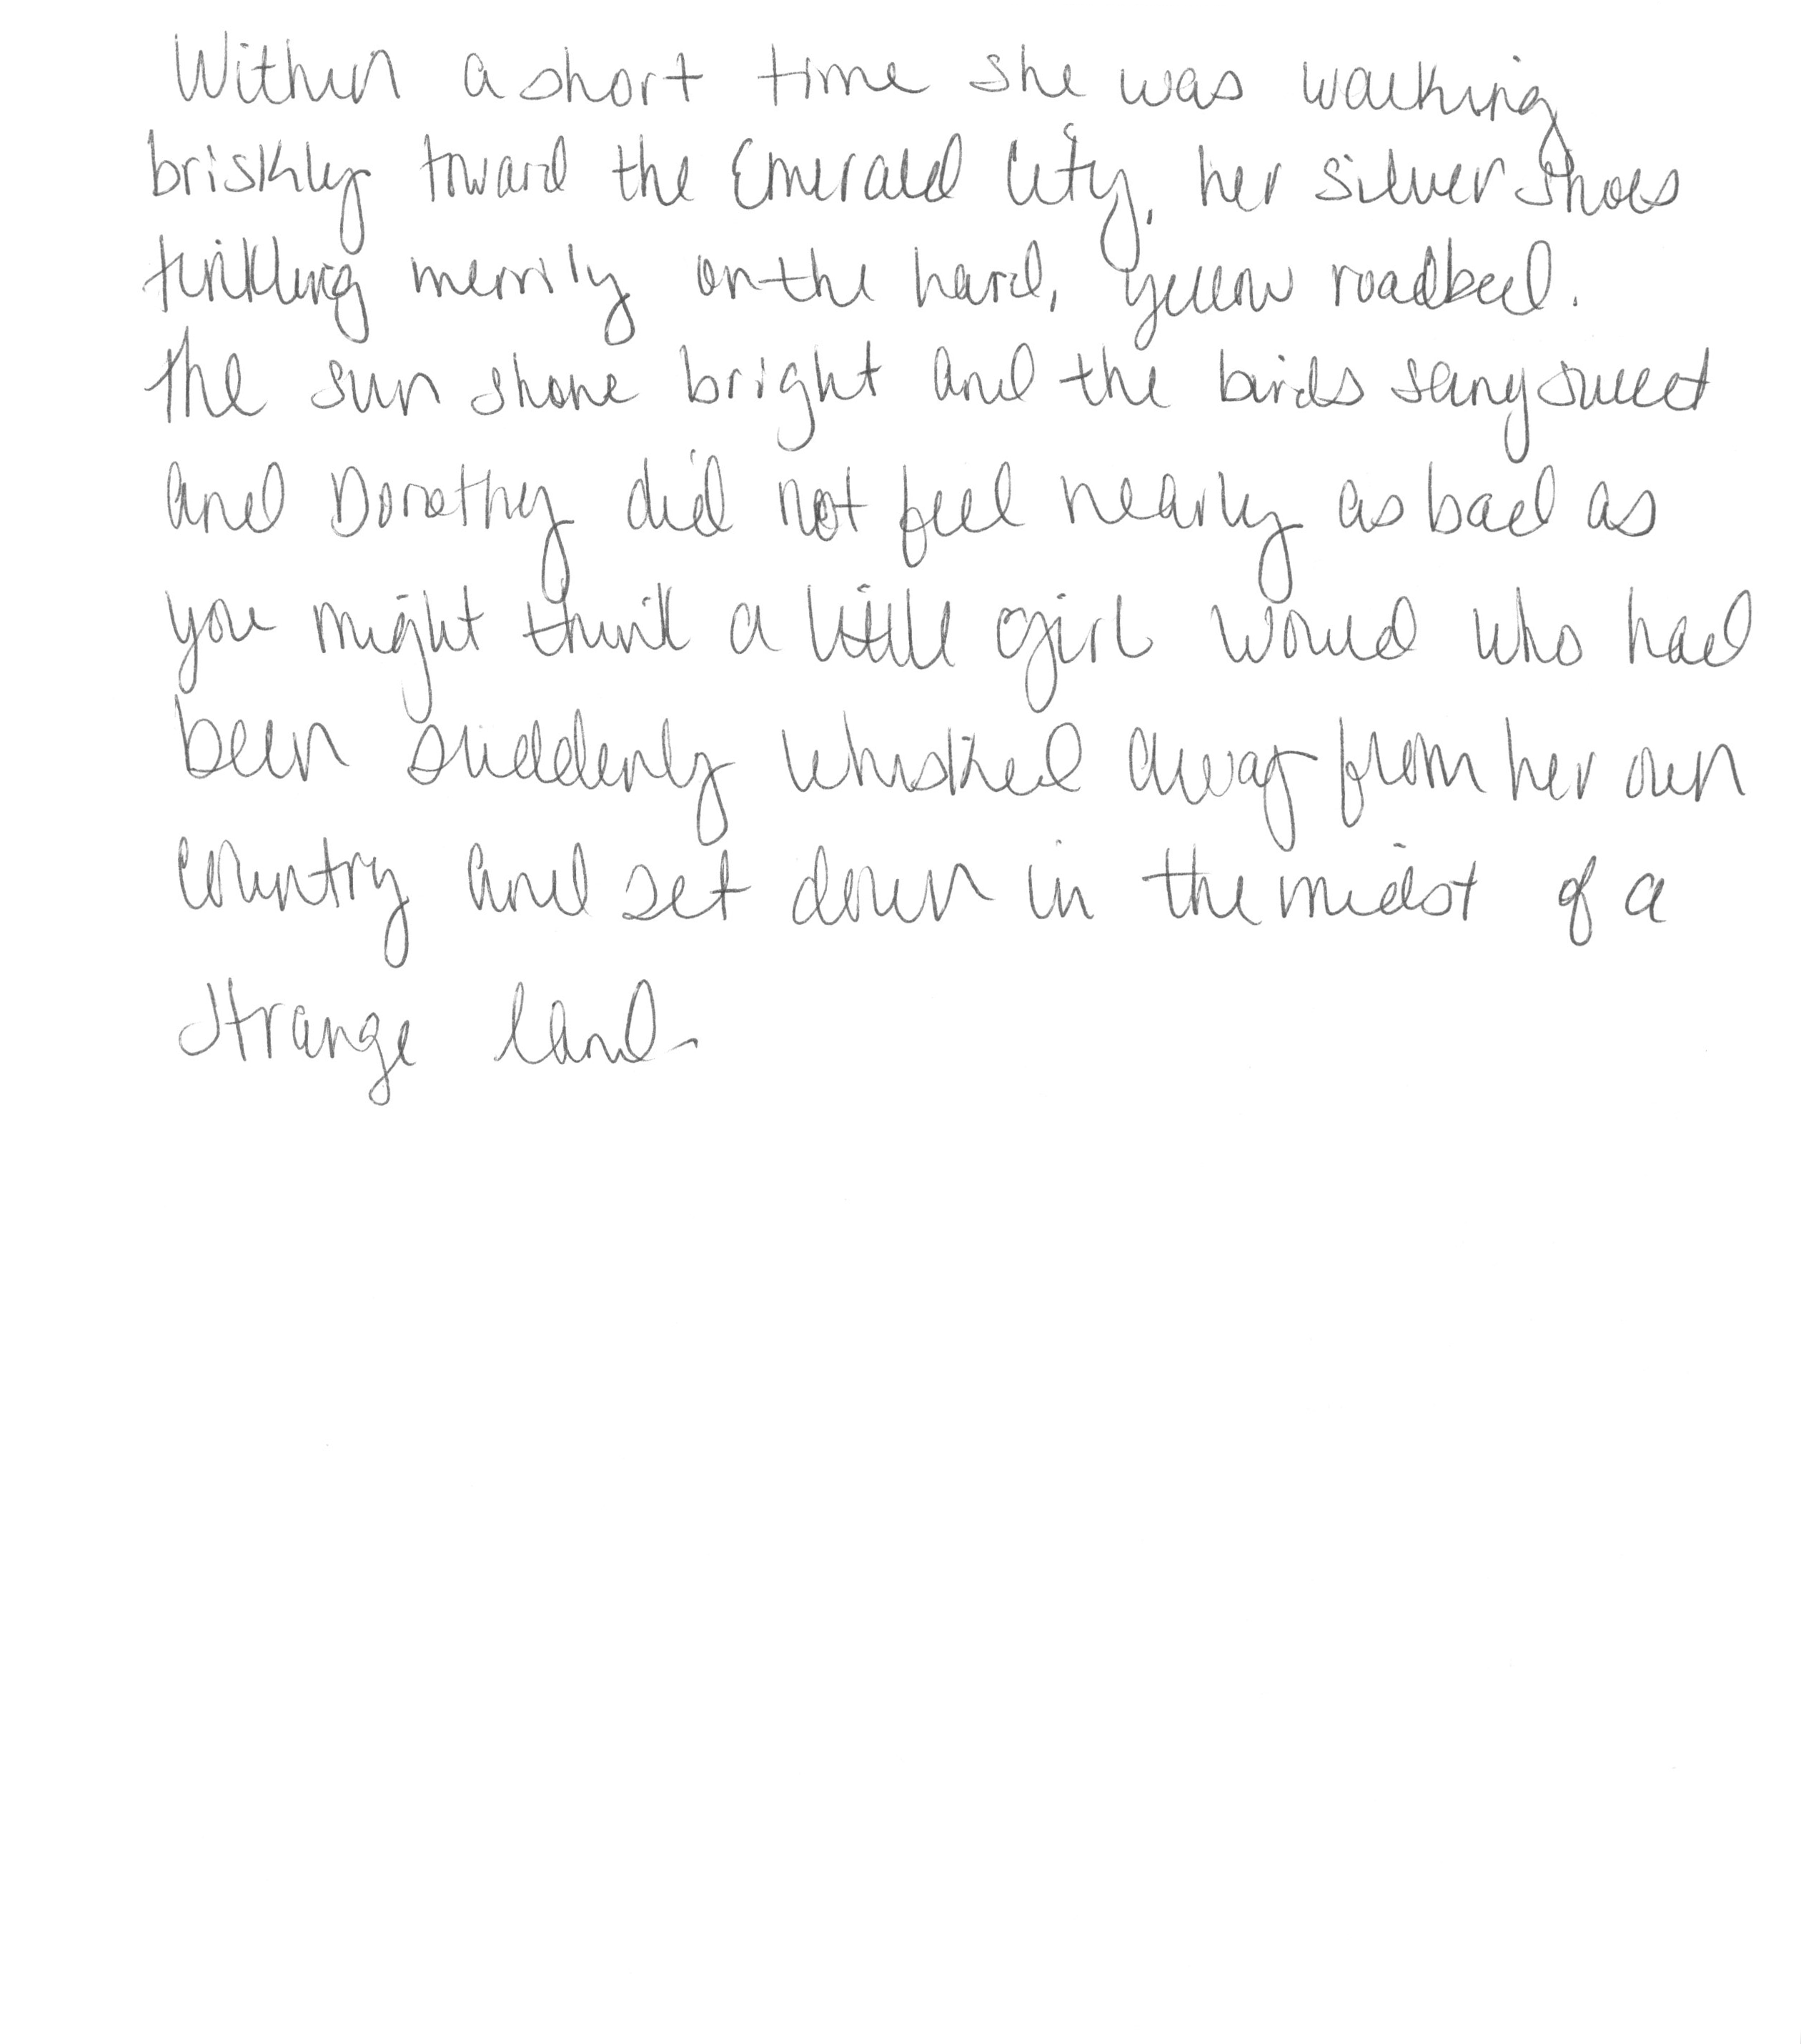 Within a short time she was walking
briskly toward the Emerald City, her silver shoes
tinkling merrily on the hard, yellow roadbed.
The sun shone bright and the birds sang sweet
and Dorothy did not feel nearly as bad as
you might think a little girl would who had
been suddenly whisked away from her own
country and set down in the midst of a
strange land.